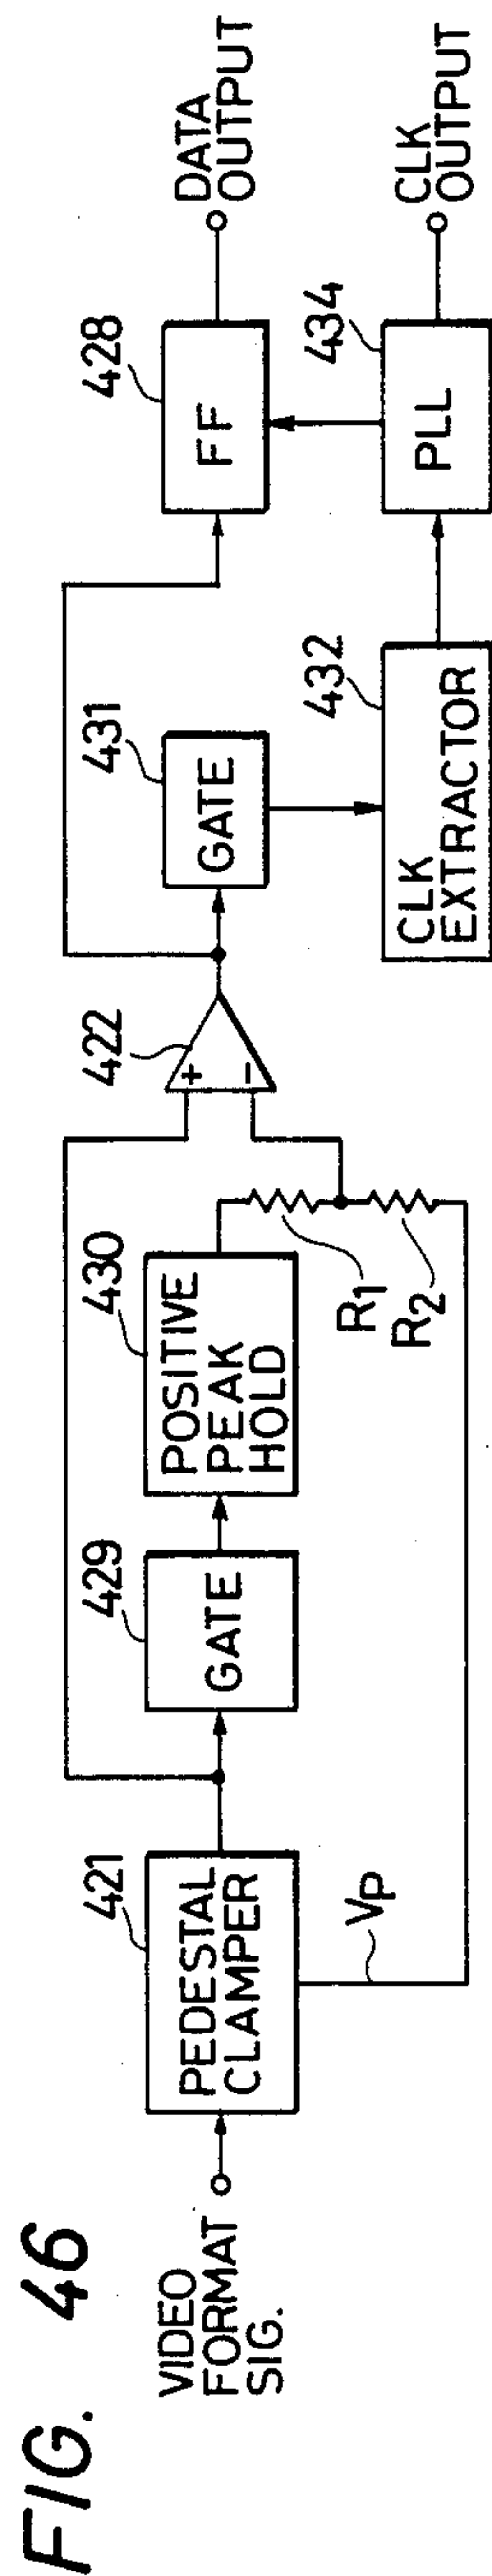 FIG. 46
VIDEO
FORMAT
SIG.
421
PEDESTAL
CLAMPER
VP
429
GATE
430
POSITIVE
PEAK
HOLD
R1
R2
422
+
−
431
GATE
432
CLK
EXTRACTOR
428
FF
434
PLL
DATA
OUTPUT
CLK
OUTPUT